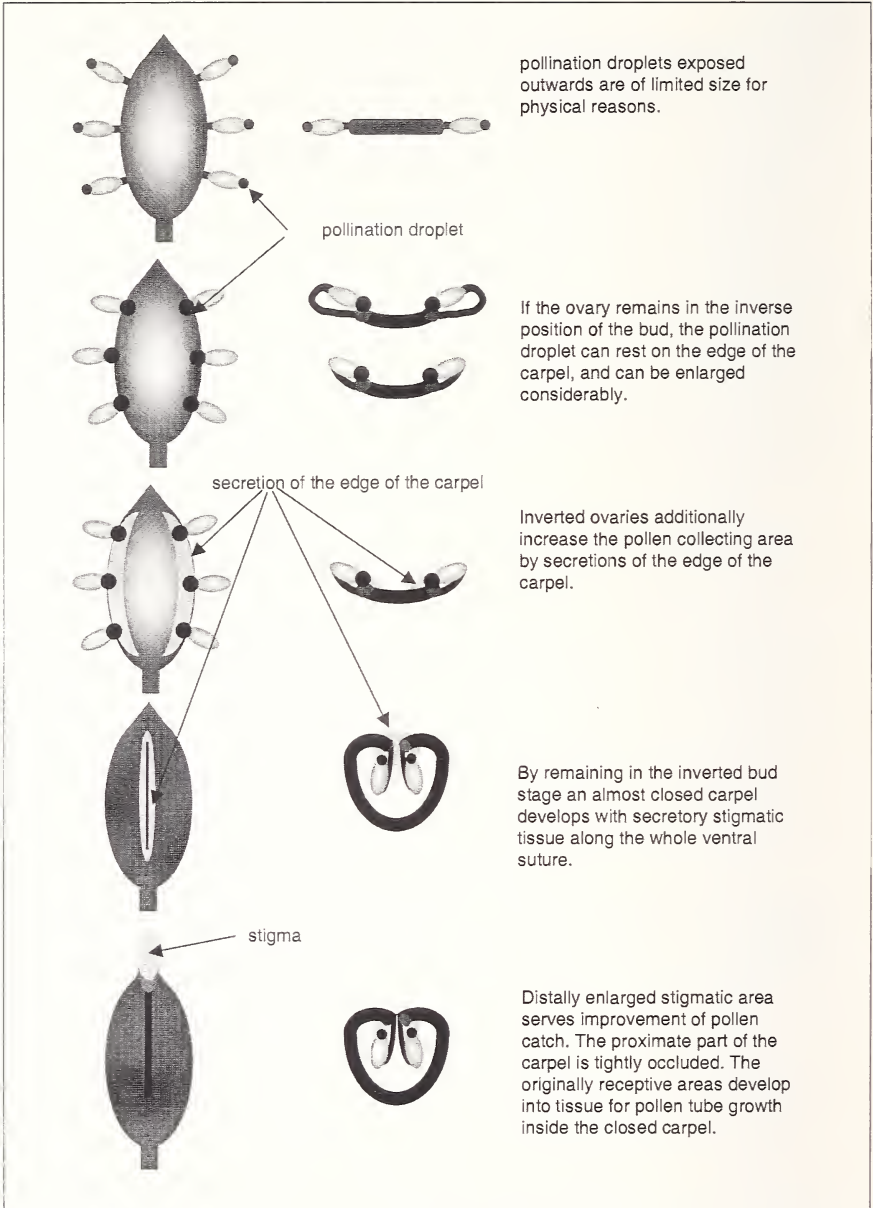 pollination droplets exposed
outwards are of limited size for
physical reasons.
pollination droplet
If the ovary remains in the inverse
position of the bud, the pollination
droplet can rest on the edge of the
carpel, and can be enlarged
considerably.
secretion of the edge of the carpel
Inverted ovaries additionally
increase the pollen collecting area
by secretions of the edge of the
carpel.
By remaining in the inverted bud
stage an almost closed carpel
develops with secretory stigmatic
tissue along the whole ventral
suture.
stigma
Distally enlarged stigmatic area
serves improvement of pollen
catch. The proximate part of the
carpel is tightly occluded. The
originally receptive areas develop
into tissue for pollen tube growth
inside the closed carpel.